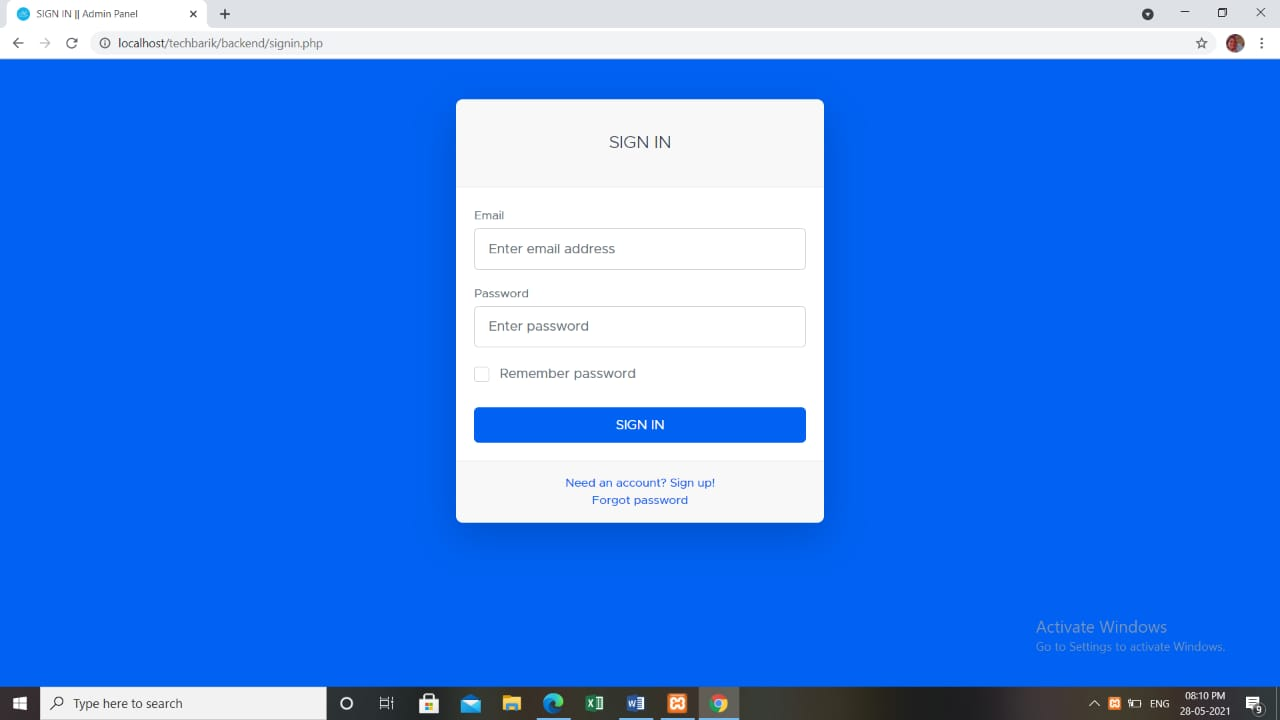 SIGN IN || Admin Panel
localhost/techbarik/backend/signin.php
SIGN IN
Email
Enter email address
Password
Enter password
Remember password
SIGN IN
Need an account? Sign up!
Forgot password
Activate Windows
Go to Settings to activate Windows.
Type here to search
ENG
08:10 PM
28-05-2021
9